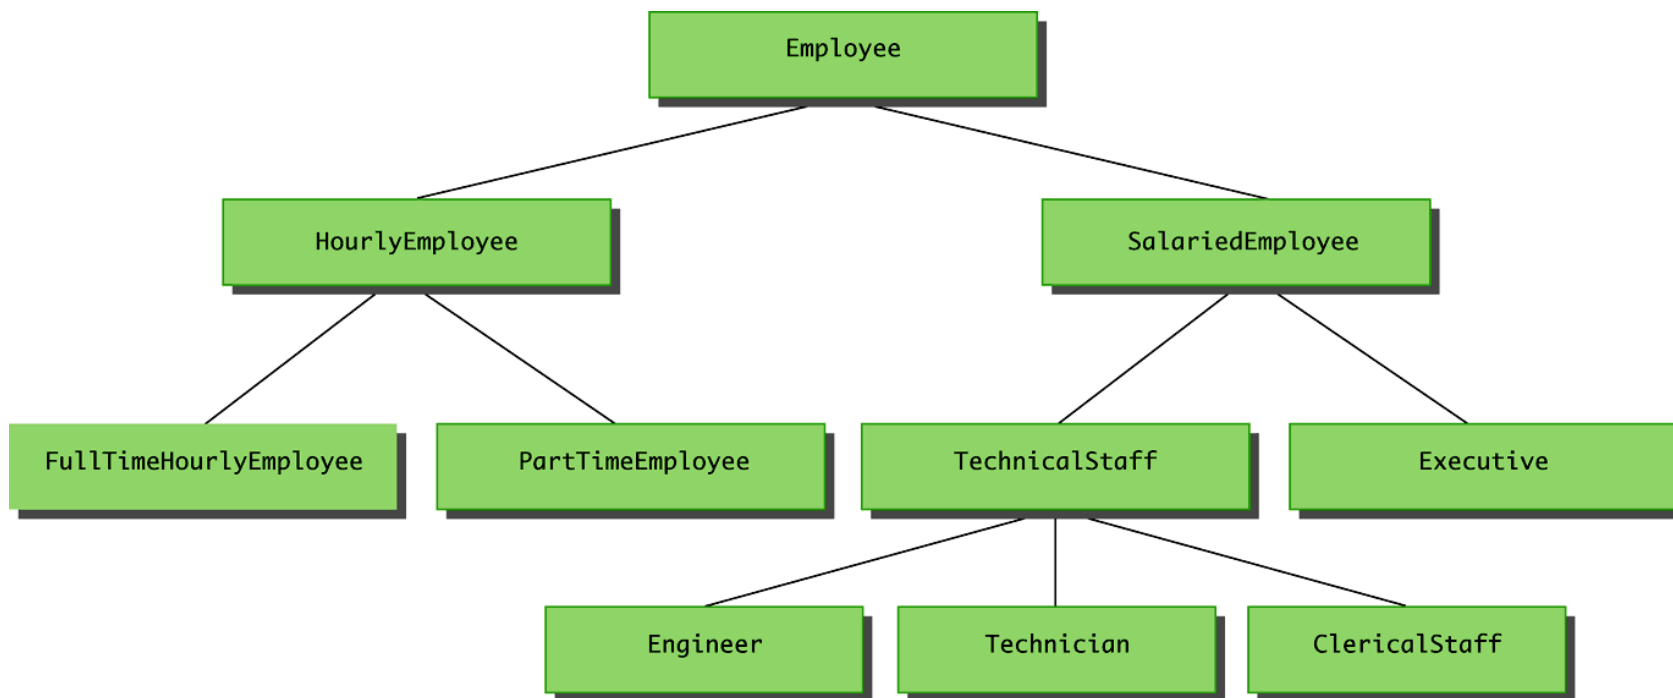 Employee
HourlyEmployee
SalariedEmployee
FullTimeHourlyEmployee
PartTimeEmployee
TechnicalStaff
Executive
Engineer
Technician
ClericalStaff